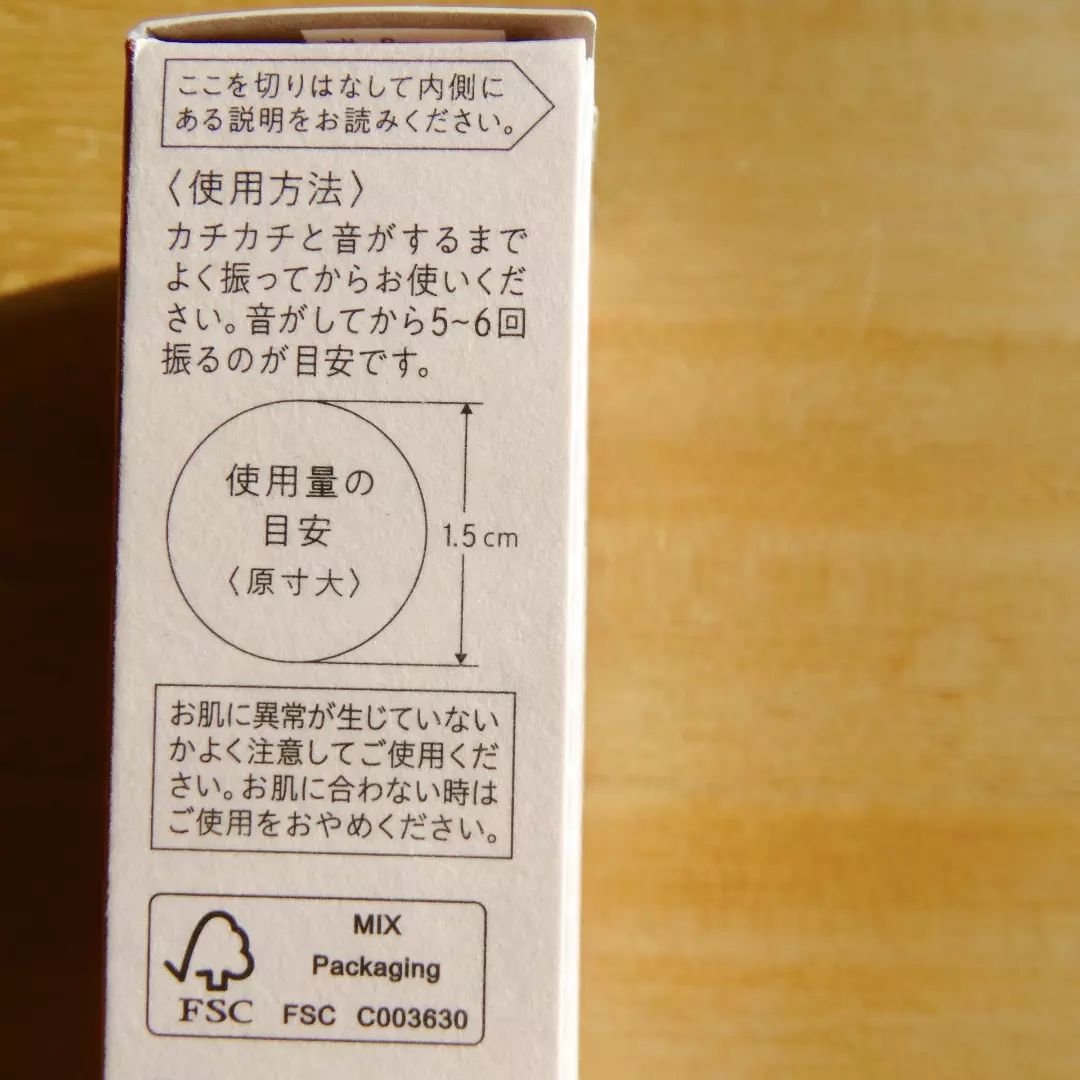 ここを切りはなして内側に
ある説明をお読みください。
〈使用方法〉
カチカチと音がするまで
よく振ってからお使いくだ
さい。音がしてから5~6回
振るのが目安です。
使用量の
目安
〈原寸大〉
1.5cm
お肌に異常が生じていない
かよく注意してご使用くだ
さい。お肌に合わない時は
ご使用をおやめください。
MIX
Packaging
FSC
FSC C003630